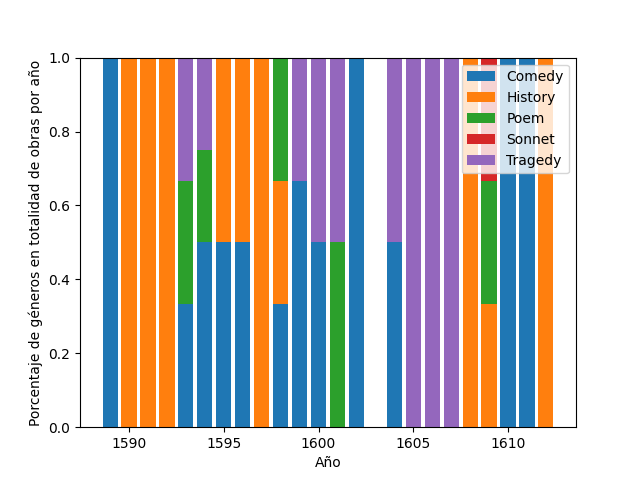 Porcentaje de géneros en totalidad de obras por año
1.0
0.8
0.6
0.4
0.2
0.0
Comedy
History
Poem
Sonnet
Tragedy
1590
1595
1600
1605
1610
Año